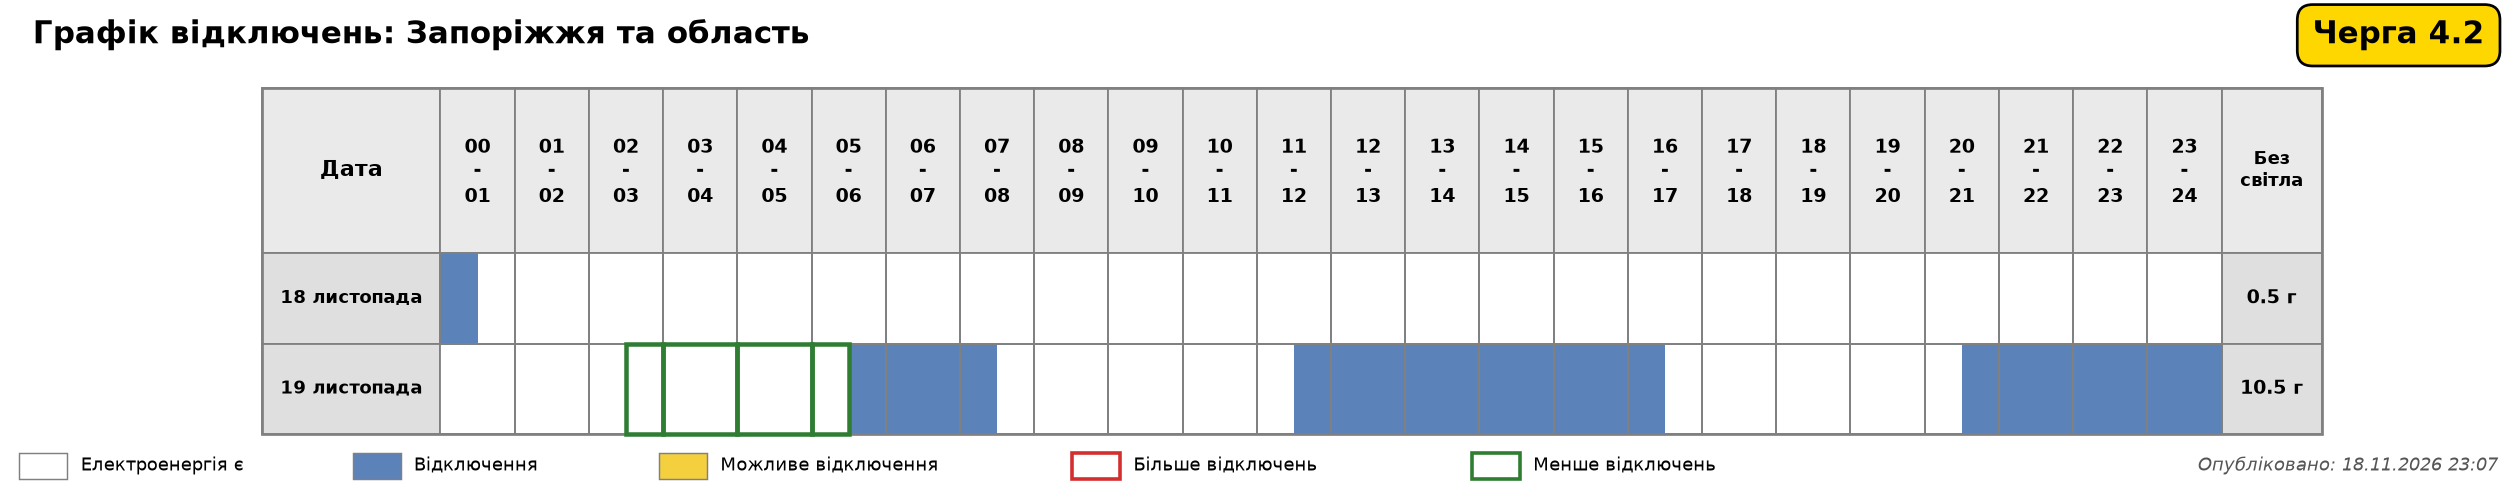 Графік відключень: Запоріжжя та область
Черга 4.2
Дата
00 - 01
01 - 02
02 - 03
03 - 04
04 - 05
05 - 06
06 - 07
07 - 08
08 - 09
09 - 10
10 - 11
11 - 12
12 - 13
13 - 14
14 - 15
15 - 16
16 - 17
17 - 18
18 - 19
19 - 20
20 - 21
21 - 22
22 - 23
23 - 24
Без
світла
18 листопада
0.5 г
19 листопада
10.5 г
Електроенергія є
Відключення
Можливе відключення
Більше відключень
Менше відключень
Опубліковано: 18.11.2026 23:07